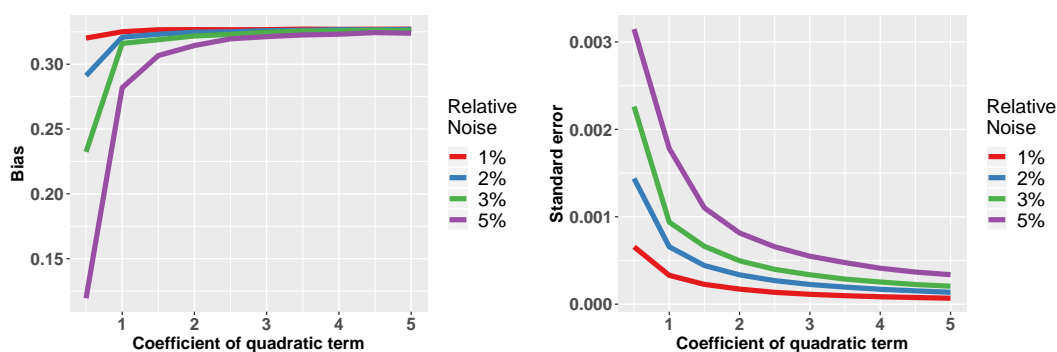 Bias
0.30
0.25
0.20
0.15
1 2 3 4 5
Coefficient of quadratic term
Relative
Noise
1%
2%
3%
5%
Standard error
0.003
0.002
0.001
0.000
1 2 3 4 5
Coefficient of quadratic term
Relative
Noise
1%
2%
3%
5%